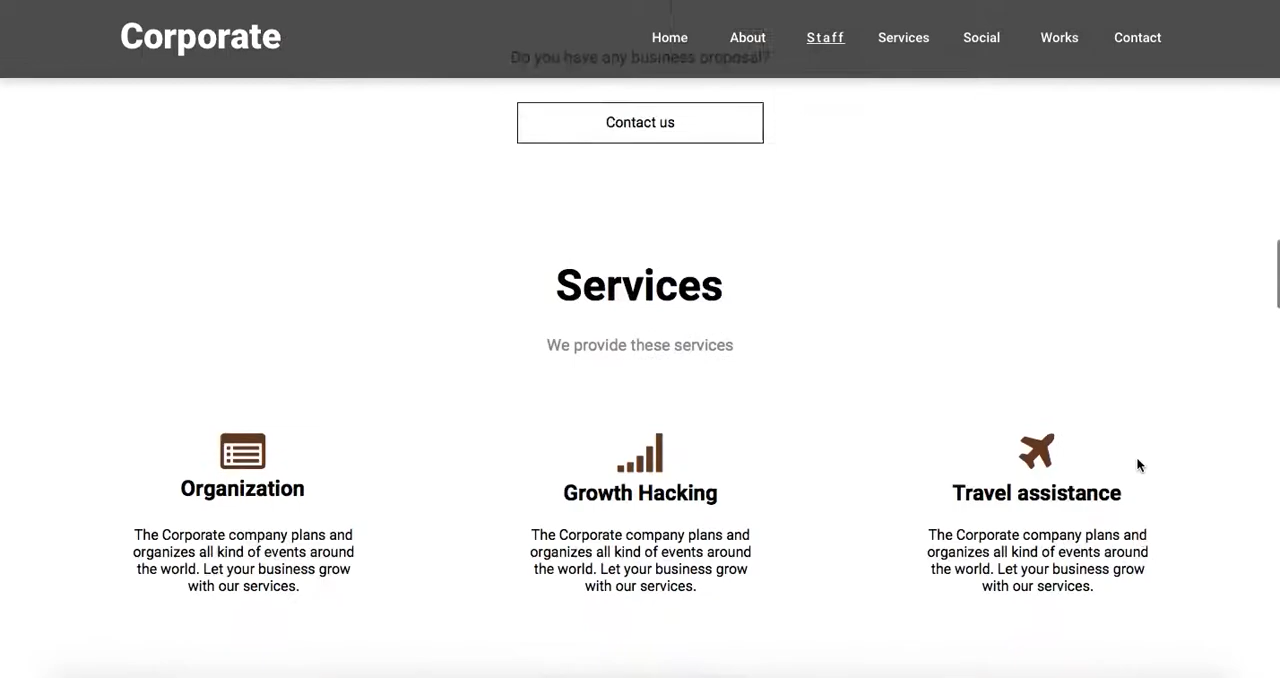 Corporate
Home About Staff Services Social Works Contact
Do you have any business proposal?
Contact us
Services
We provide these services
Organization
The Corporate company plans and
organizes all kind of events around
the world. Let your business grow
with our services.
Growth Hacking
The Corporate company plans and
organizes all kind of events around
the world. Let your business grow
with our services.
Travel assistance
The Corporate company plans and
organizes all kind of events around
the world. Let your business grow
with our services.